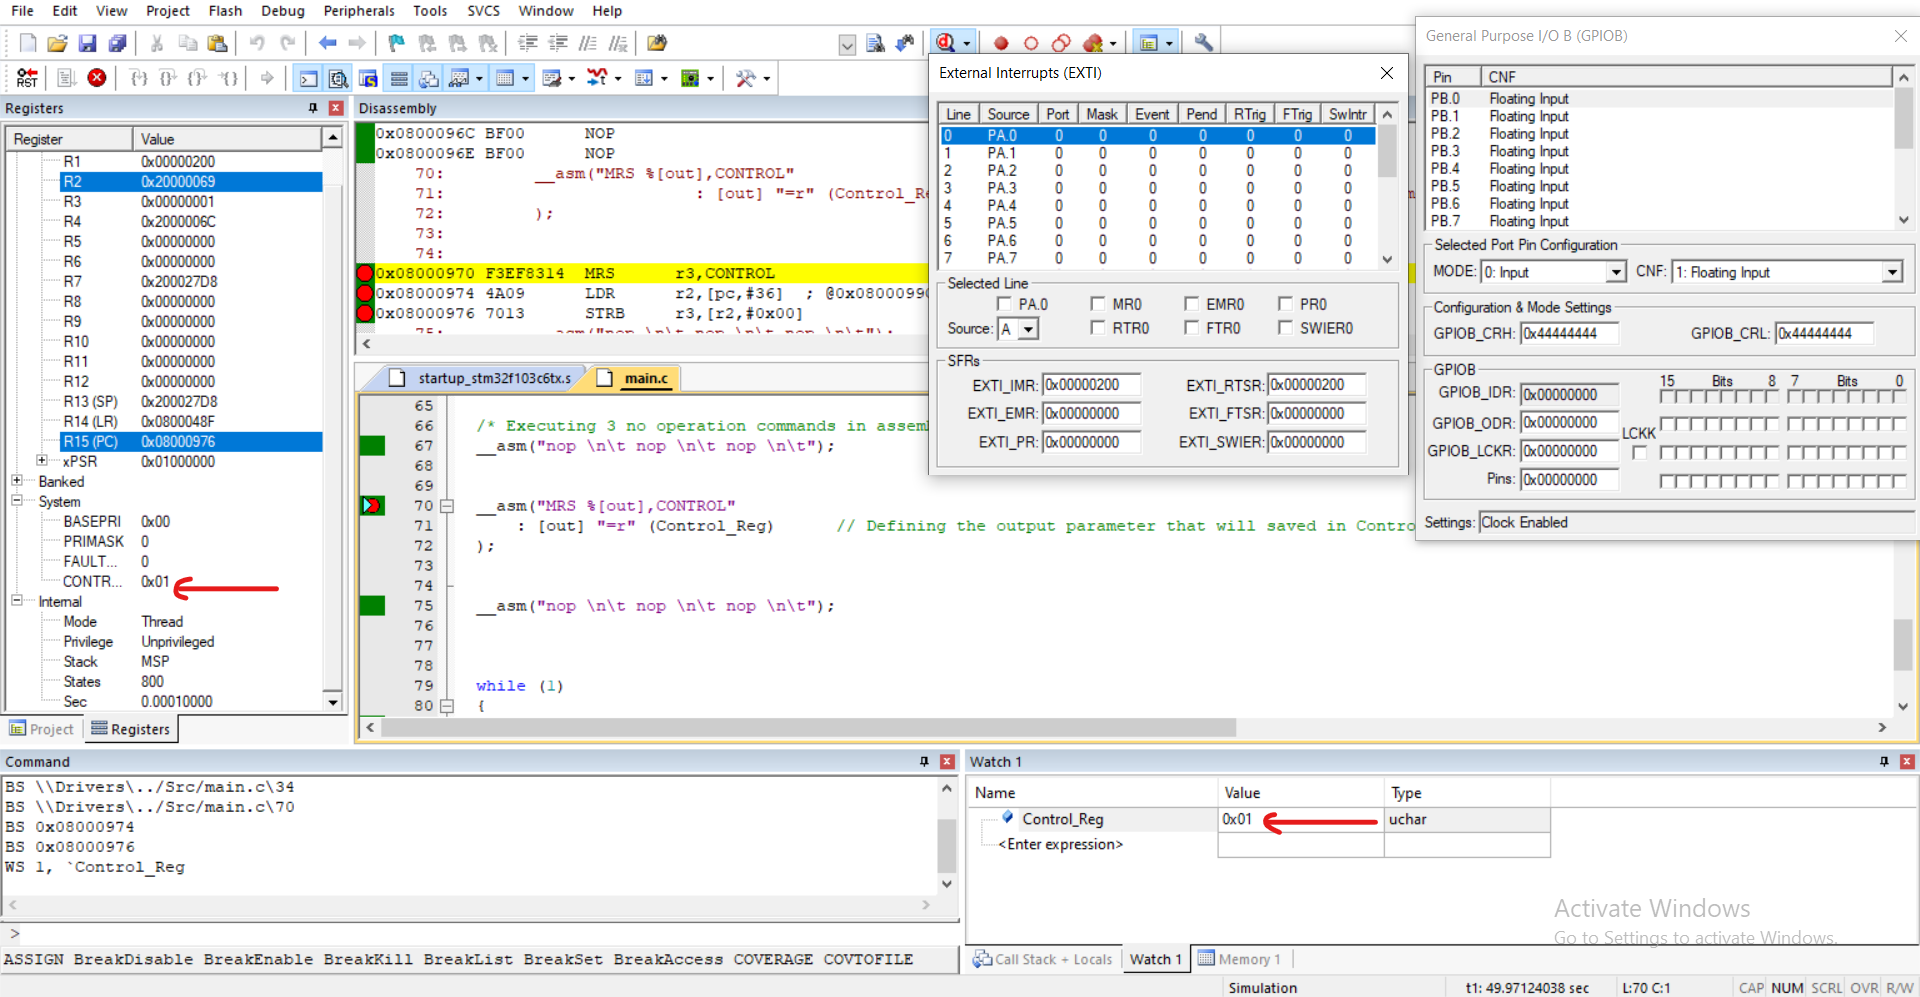 File Edit View Project Flash Debug Peripherals Tools SVCS Window Help
RST
Registers
Register Value
R1 0x00000200
R2 0x20000069
R3 0x00000001
R4 0x2000006C
R5 0x00000000
R6 0x00000000
R7 0x200027D8
R8 0x00000000
R9 0x00000000
R10 0x00000000
R11 0x00000000
R12 0x00000000
R13 (SP) 0x200027D8
R14 (LR) 0x0800048F
R15 (PC) 0x08000976
xPSR 0x01000000
Banked
System
BASEPRI 0x00
PRIMASK 0
FAULT... 0
CONTR... 0x01
Internal
Mode Thread
Privilege Unprivileged
Stack MSP
States 800
Sec 0.00010000
Project Registers
Disassembly
0x0800096C BF00 NOP
0x0800096E BF00 NOP
70: __asm("MRS %[out],CONTROL"
71: : [out] "=r" (Control_Re
72: );
73:
74:
0x08000970 F3EF8314 MRS r3,CONTROL
0x08000974 4A09 LDR r2,[pc,#36] ; @0x0800099
0x08000976 7013 STRB r3,[r2,#0x00]
75: __asm("nop \n\t nop \n\t nop \n\t");
startup_stm32f103c6tx.s main.c
65
66 /* Executing 3 no operation commands in assem
67 __asm("nop \n\t nop \n\t nop \n\t");
68
69
70 __asm("MRS %[out],CONTROL"
71 : [out] "=r" (Control_Reg) // Defining the output parameter that will saved in Contro
72 );
73
74
75 __asm("nop \n\t nop \n\t nop \n\t");
76
77
78
79 while (1)
80 {
External Interrupts (EXTI)
Line Source Port Mask Event Pend RTrig FTrig SwIntr
0 PA.0 0 0 0 0 0 0 0
1 PA.1 0 0 0 0 0 0 0
2 PA.2 0 0 0 0 0 0 0
3 PA.3 0 0 0 0 0 0 0
4 PA.4 0 0 0 0 0 0 0
5 PA.5 0 0 0 0 0 0 0
6 PA.6 0 0 0 0 0 0 0
7 PA.7 0 0 0 0 0 0 0
Selected Line
PA.0 MR0 EMR0 PR0
Source: A RTR0 FTR0 SWIER0
SFRs
EXTI_IMR: 0x00000200 EXTI_RTSR: 0x00000200
EXTI_EMR: 0x00000000 EXTI_FTSR: 0x00000000
EXTI_PR: 0x00000000 EXTI_SWIER: 0x00000000
General Purpose I/O B (GPIOB)
Pin CNF
PB.0 Floating Input
PB.1 Floating Input
PB.2 Floating Input
PB.3 Floating Input
PB.4 Floating Input
PB.5 Floating Input
PB.6 Floating Input
PB.7 Floating Input
Selected Port Pin Configuration
MODE: 0: Input CNF: 1: Floating Input
Configuration & Mode Settings
GPIOB_CRH: 0x44444444 GPIOB_CRL: 0x44444444
GPIOB
15 Bits 8 7 Bits 0
GPIOB_IDR: 0x00000000
GPIOB_ODR: 0x00000000
LCKK
GPIOB_LCKR: 0x00000000
Pins: 0x00000000
Settings: Clock Enabled
Command
BS \\Drivers\../Src/main.c\34
BS \\Drivers\../Src/main.c\70
BS 0x08000974
BS 0x08000976
WS 1, `Control_Reg
>
ASSIGN BreakDisable BreakEnable BreakKill BreakList BreakSet BreakAccess COVERAGE COVTOFILE
Watch 1
Name Value Type
Control_Reg 0x01 uchar
<Enter expression>
Activate Windows
Go to Settings to activate Windows.
Call Stack + Locals Watch 1 Memory 1
Simulation t1: 49.97124038 sec L:70 C:1 CAP NUM SCRL OVR R/W